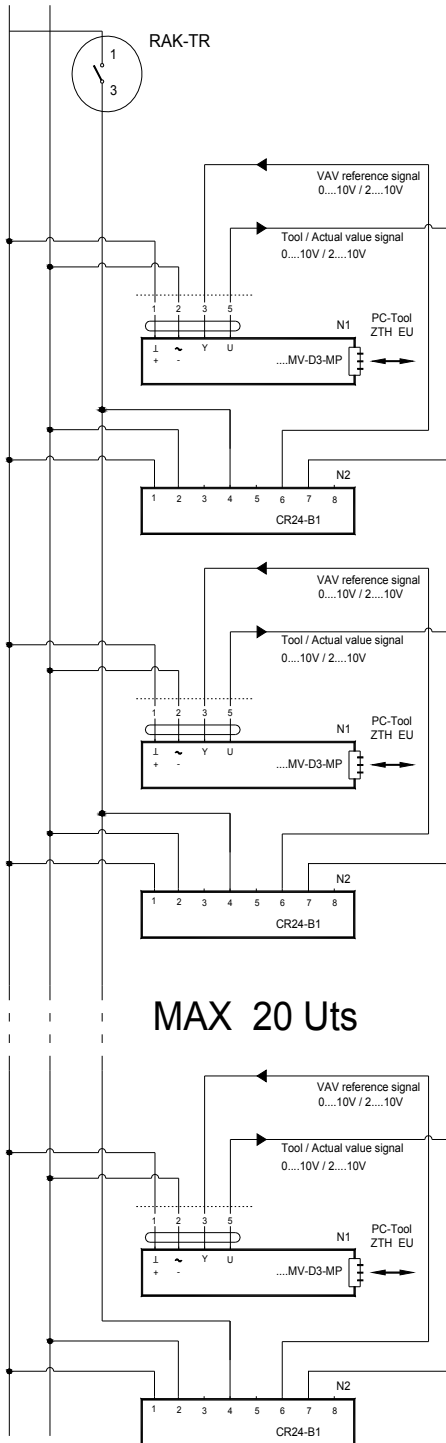 RAK-TR
1
3
VAV reference signal
0....10V / 2....10V
Tool / Actual value signal
0....10V / 2....10V
1 2 3 5
N1
PC-Tool
ZTH EU
⊥ ~ Y U
+ -
....MV-D3-MP
N2
1 2 3 4 5 6 7 8
CR24-B1
VAV reference signal
0....10V / 2....10V
Tool / Actual value signal
0....10V / 2....10V
1 2 3 5
N1
PC-Tool
ZTH EU
⊥ ~ Y U
+ -
....MV-D3-MP
N2
1 2 3 4 5 6 7 8
CR24-B1
MAX 20 Uts
VAV reference signal
0....10V / 2....10V
Tool / Actual value signal
0....10V / 2....10V
1 2 3 5
N1
PC-Tool
ZTH EU
⊥ ~ Y U
+ -
....MV-D3-MP
N2
1 2 3 4 5 6 7 8
CR24-B1